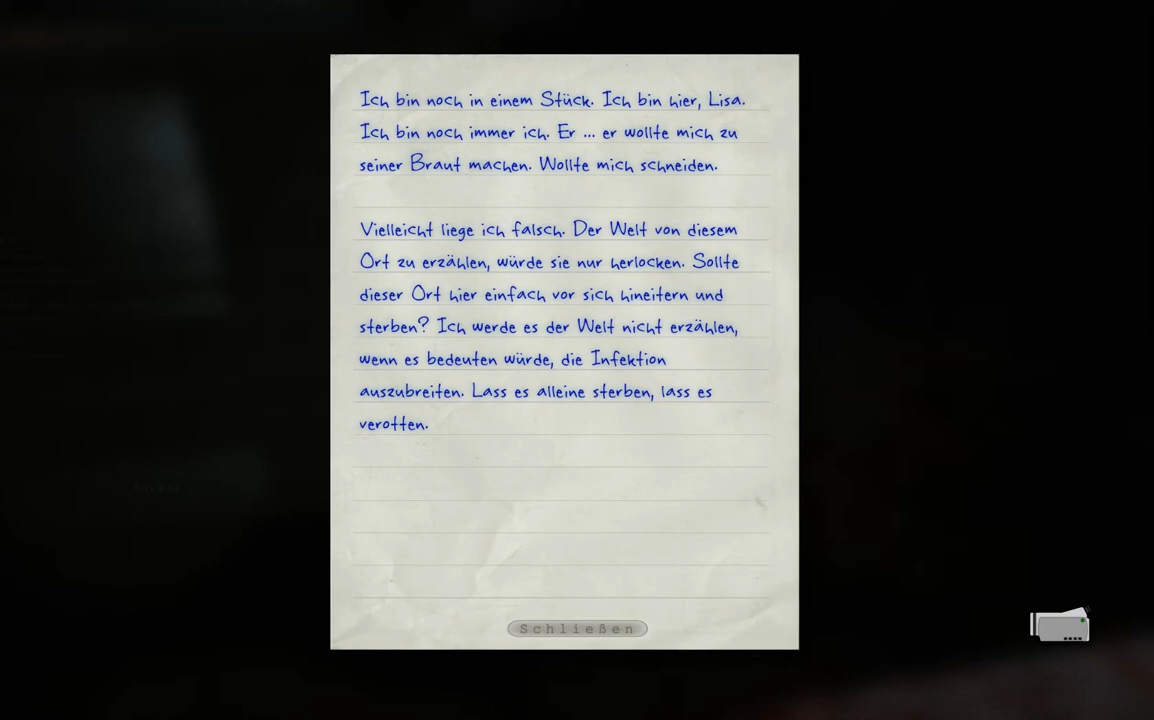 Ich bin noch in einem Stück. Ich bin hier, Lisa.
Ich bin noch immer ich. Er ... er wollte mich zu
seiner Braut machen. Wollte mich schneiden.
Vielleicht liege ich falsch. Der Welt von diesem
Ort zu erzählen, würde sie nur herlocken. Sollte
dieser Ort hier einfach vor sich hineitern und
sterben? Ich werde es der Welt nicht erzählen,
wenn es bedeuten würde, die Infektion
auszubreiten. Lass es alleine sterben, lass es
verotten.
Schließen